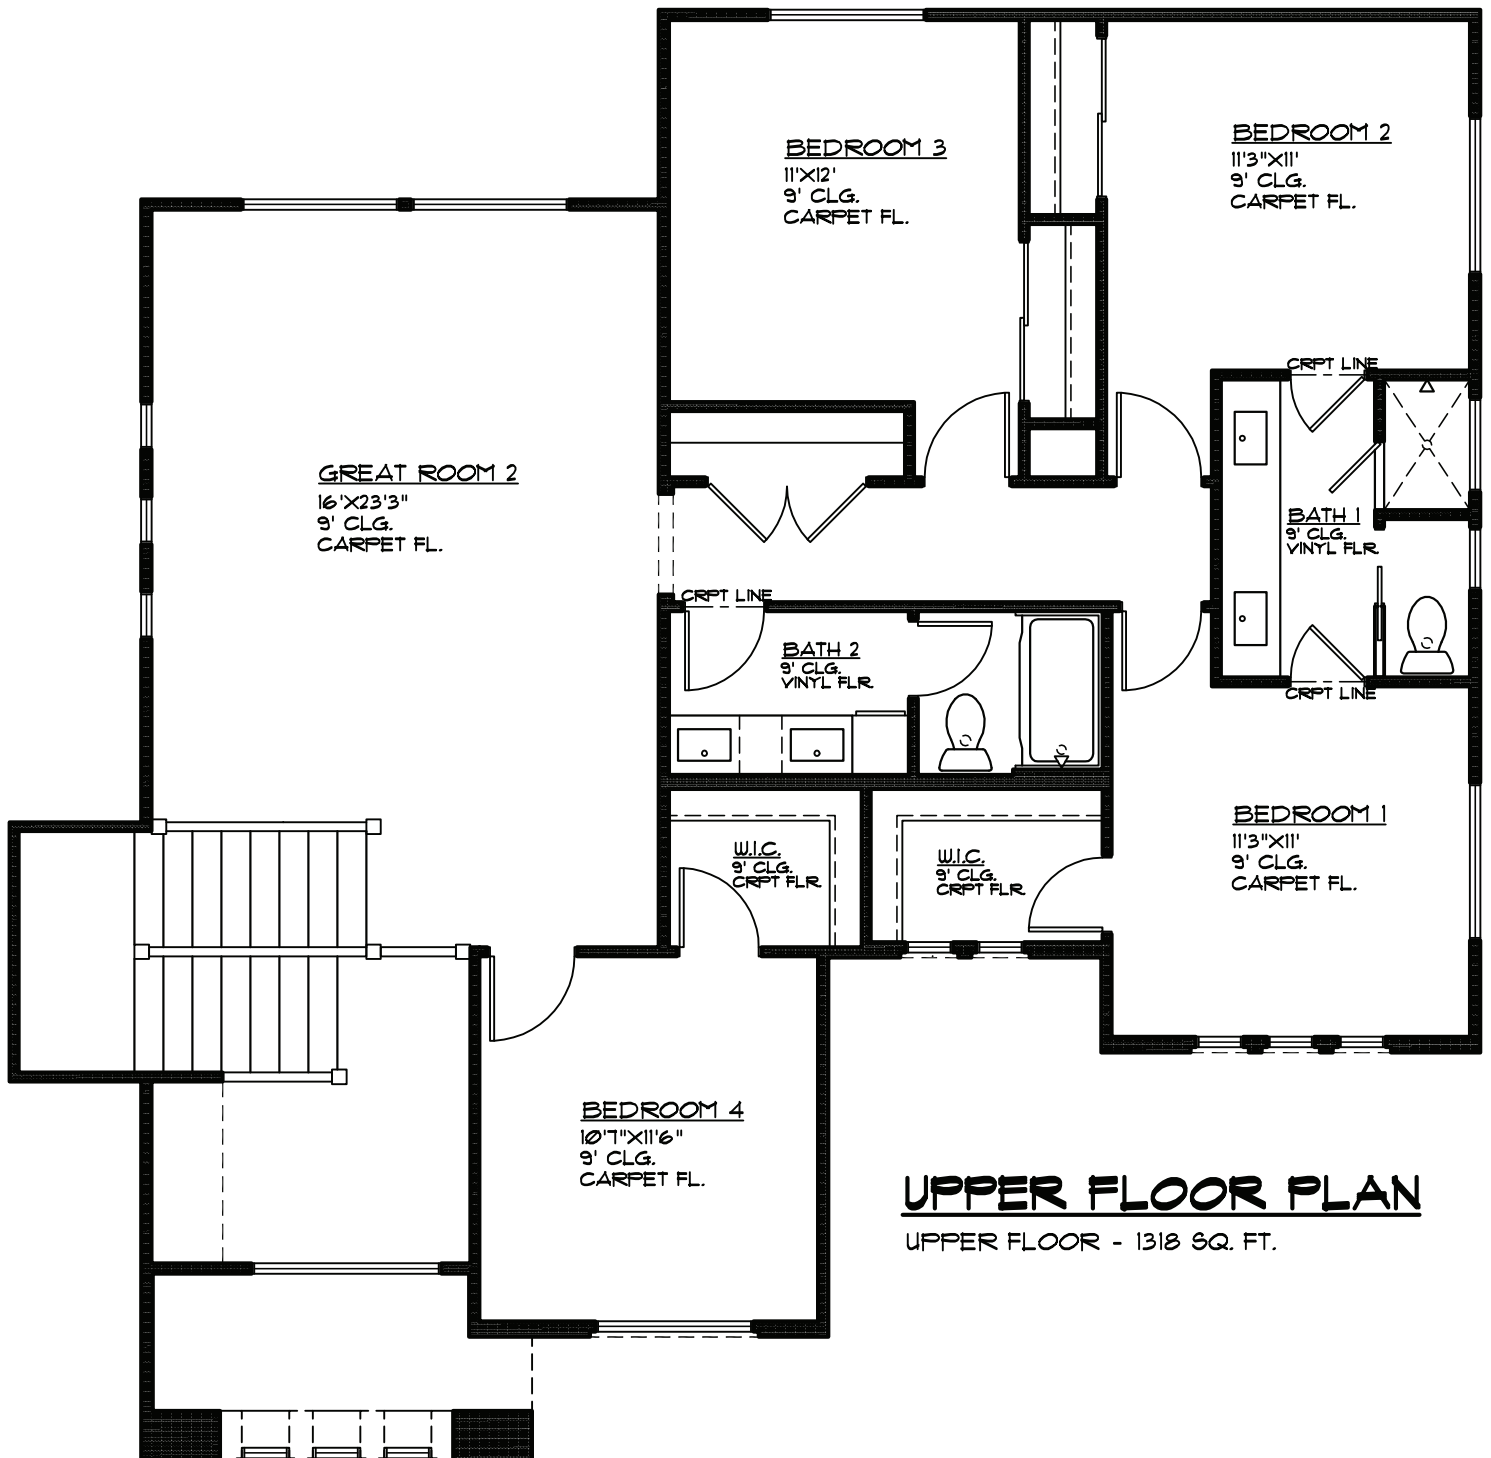 BEDROOM 3
11'X12'
9' CLG.
CARPET FL.
BEDROOM 2
11'3"X11'
9' CLG.
CARPET FL.
CRPT LINE
GREAT ROOM 2
16'X23'3"
9' CLG.
CARPET FL.
BATH 1
9' CLG.
VINYL FLR.
CRPT LINE
BATH 2
9' CLG.
VINYL FLR.
CRPT LINE
W.I.C.
9' CLG.
CRPT FLR.
W.I.C.
9' CLG.
CRPT FLR.
BEDROOM 1
11'3"X11'
9' CLG.
CARPET FL.
BEDROOM 4
10'7"X11'6"
9' CLG.
CARPET FL.
UPPER FLOOR PLAN
UPPER FLOOR - 1318 SQ. FT.